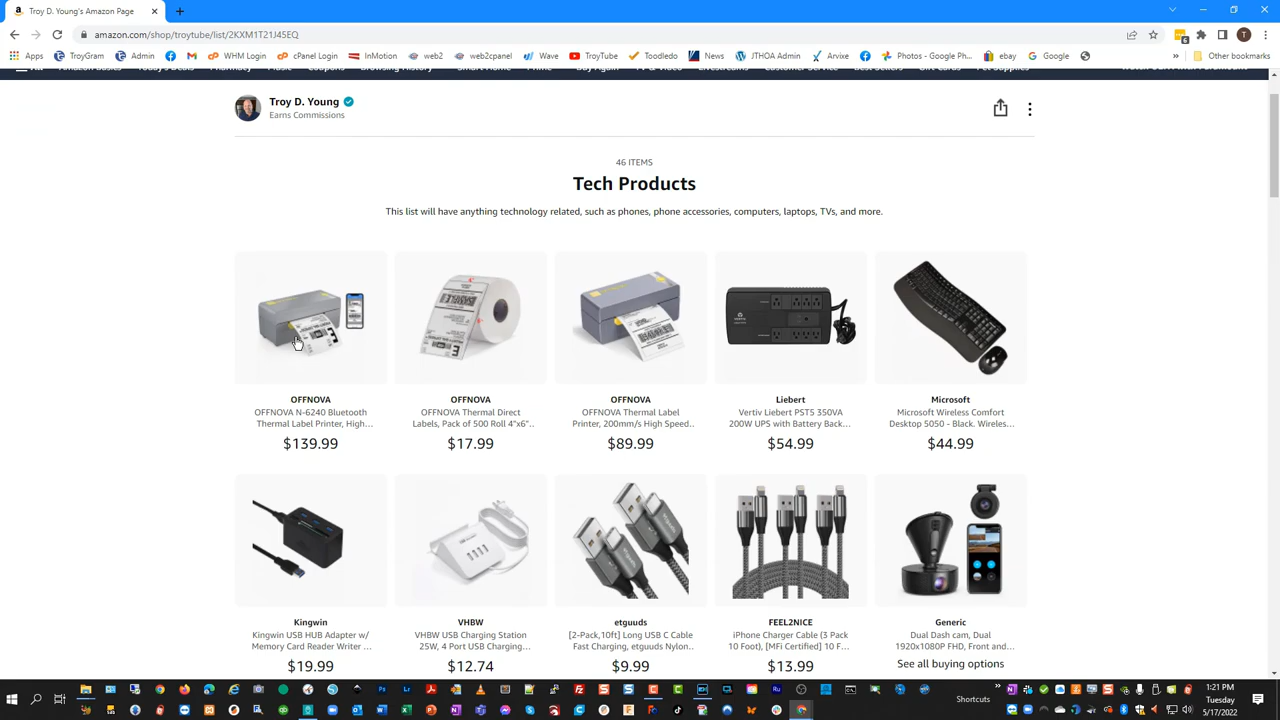 Troy D. Young's Amazon Page
amazon.com/shop/troytube/list/2KXM1T21J45EQ
Apps TroyGram Admin M WHM Login cPanel Login InMotion web2 web2cpanel Wave TroyTube Toodledo News JTHOA Admin Arvixe Photos - Google Ph... ebay Google Other bookmarks
Troy D. Young
Earns Commissions
46 ITEMS
Tech Products
This list will have anything technology related, such as phones, phone accessories, computers, laptops, TVs, and more.
OFFNOVA OFFNOVA OFFNOVA Liebert Microsoft
OFFNOVA N-6240 Bluetooth OFFNOVA Thermal Direct OFFNOVA Thermal Label Vertiv Liebert PST5 350VA Microsoft Wireless Comfort
Thermal Label Printer, High... Labels, Pack of 500 Roll 4"x6"... Printer, 200mm/s High Speed... 200W UPS with Battery Back... Desktop 5050 - Black. Wireles...
$139.99 $17.99 $89.99 $54.99 $44.99
Kingwin VHBW etguuds FEEL2NICE Generic
Kingwin USB HUB Adapter w/ VHBW USB Charging Station [2-Pack,10ft] Long USB C Cable iPhone Charger Cable (3 Pack Dual Dash cam, Dual
Memory Card Reader Writer ... 25W, 4 Port USB Charging... Fast Charging, etguuds Nylon... 10 Foot), [MFi Certified] 10 F... 1920x1080P FHD, Front and...
$19.99 $12.74 $9.99 $13.99 See all buying options
Shortcuts
1:21 PM
Tuesday
5/17/2022